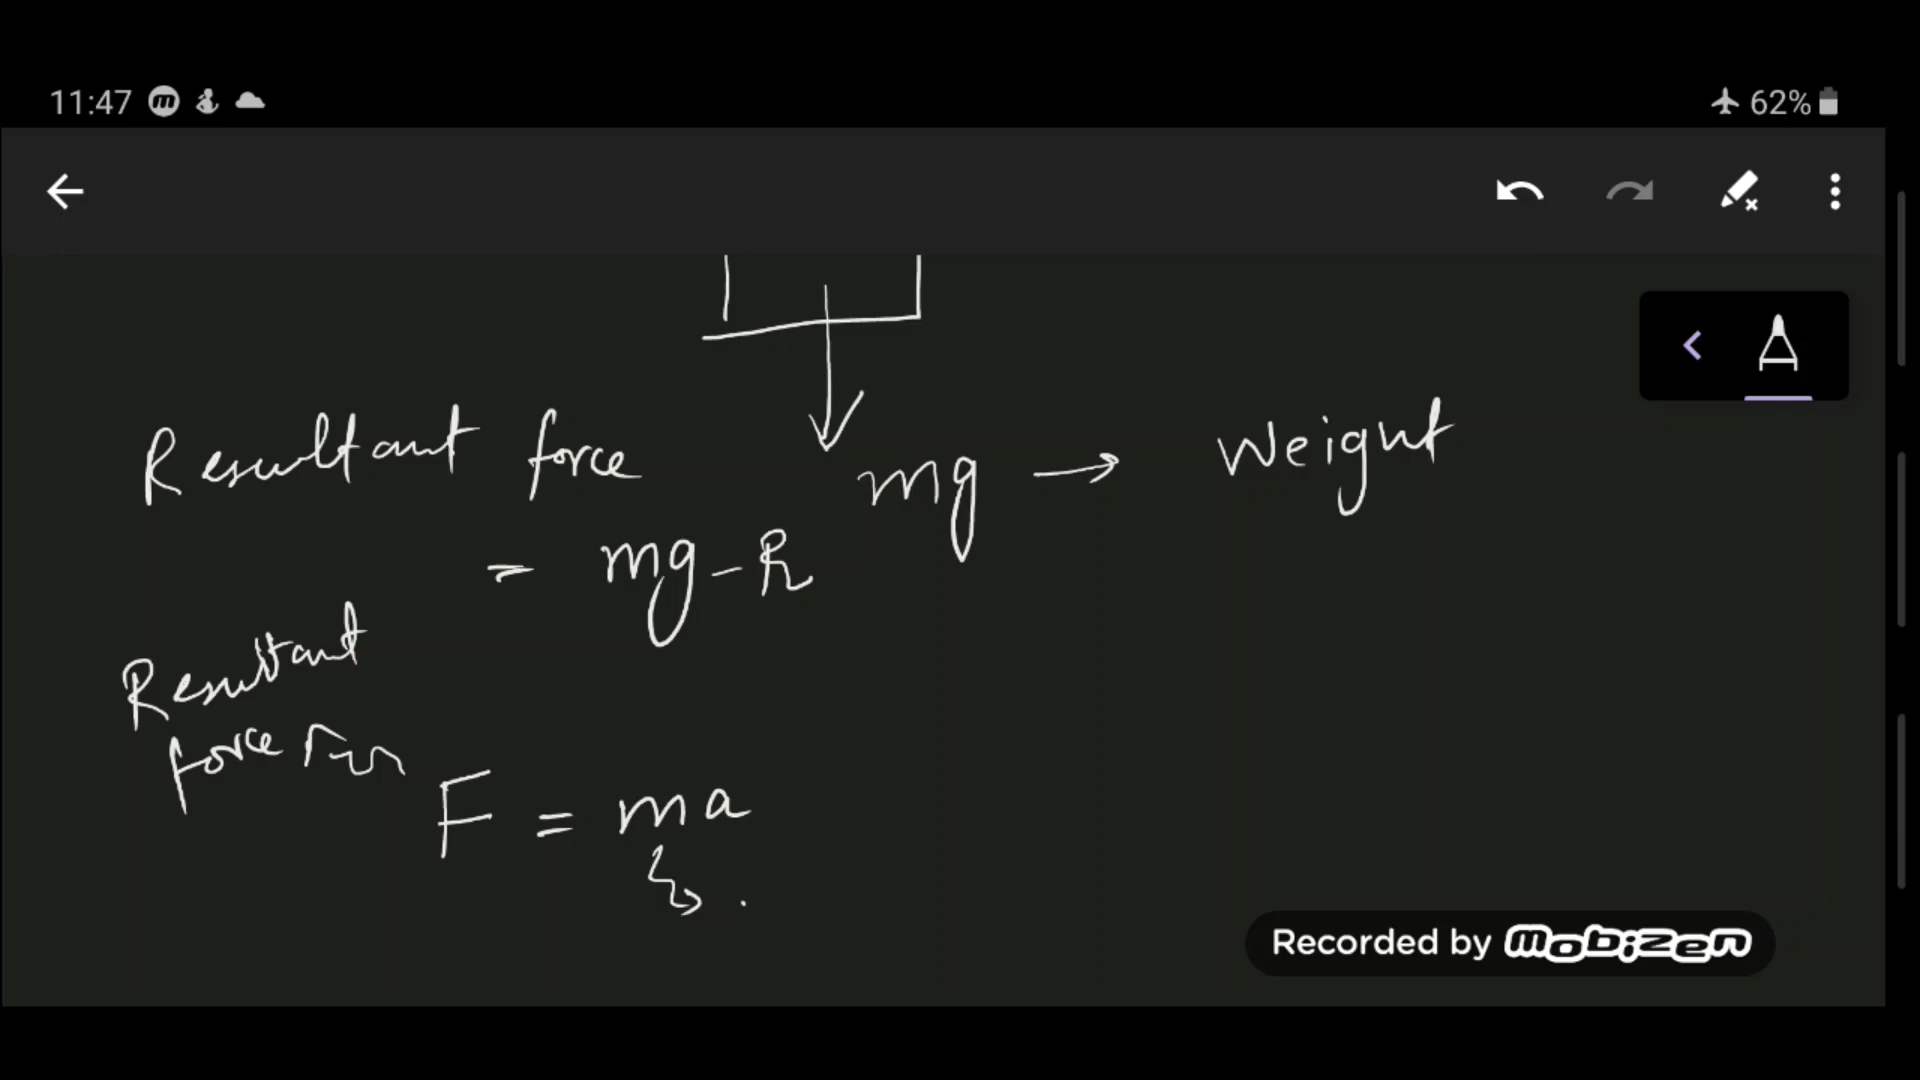 11:47
62%
Resultant force
mg → Weight
= mg - R
Resultant
force
F = ma
Recorded by mobizen